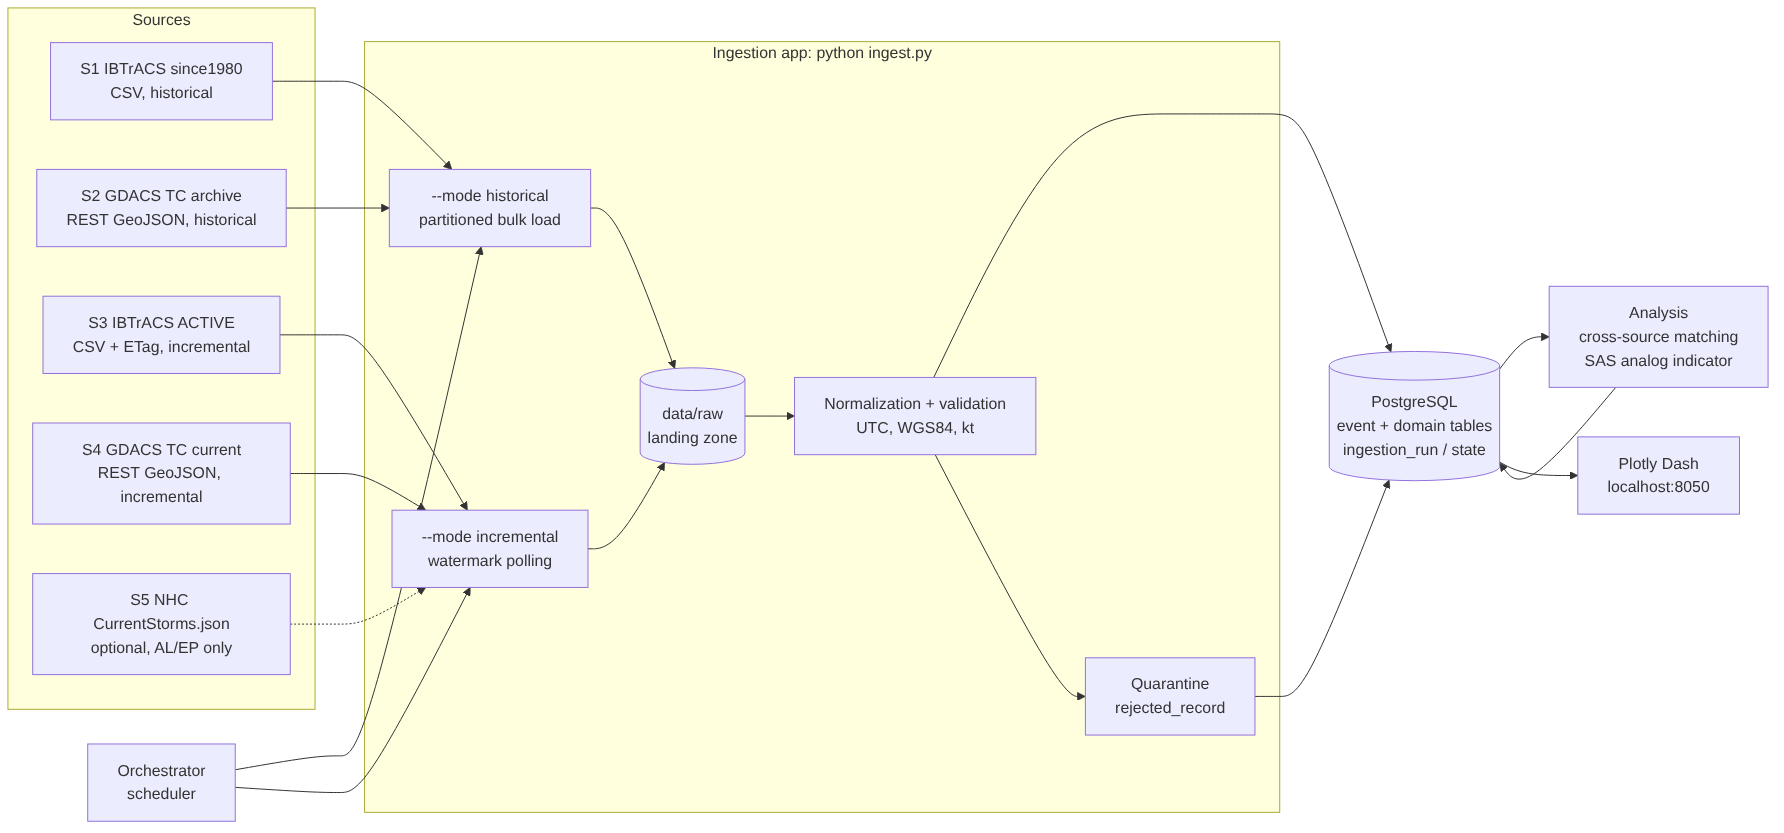 Sources
S1 IBTrACS since1980
CSV, historical
S2 GDACS TC archive
REST GeoJSON, historical
S3 IBTrACS ACTIVE
CSV + ETag, incremental
S4 GDACS TC current
REST GeoJSON,
incremental
S5 NHC
CurrentStorms.json
optional, AL/EP only
Orchestrator
scheduler
Ingestion app: python ingest.py
--mode historical
partitioned bulk load
--mode incremental
watermark polling
data/raw
landing zone
Normalization + validation
UTC, WGS84, kt
Quarantine
rejected_record
PostgreSQL
event + domain tables
ingestion_run / state
Analysis
cross-source matching
SAS analog indicator
Plotly Dash
localhost:8050